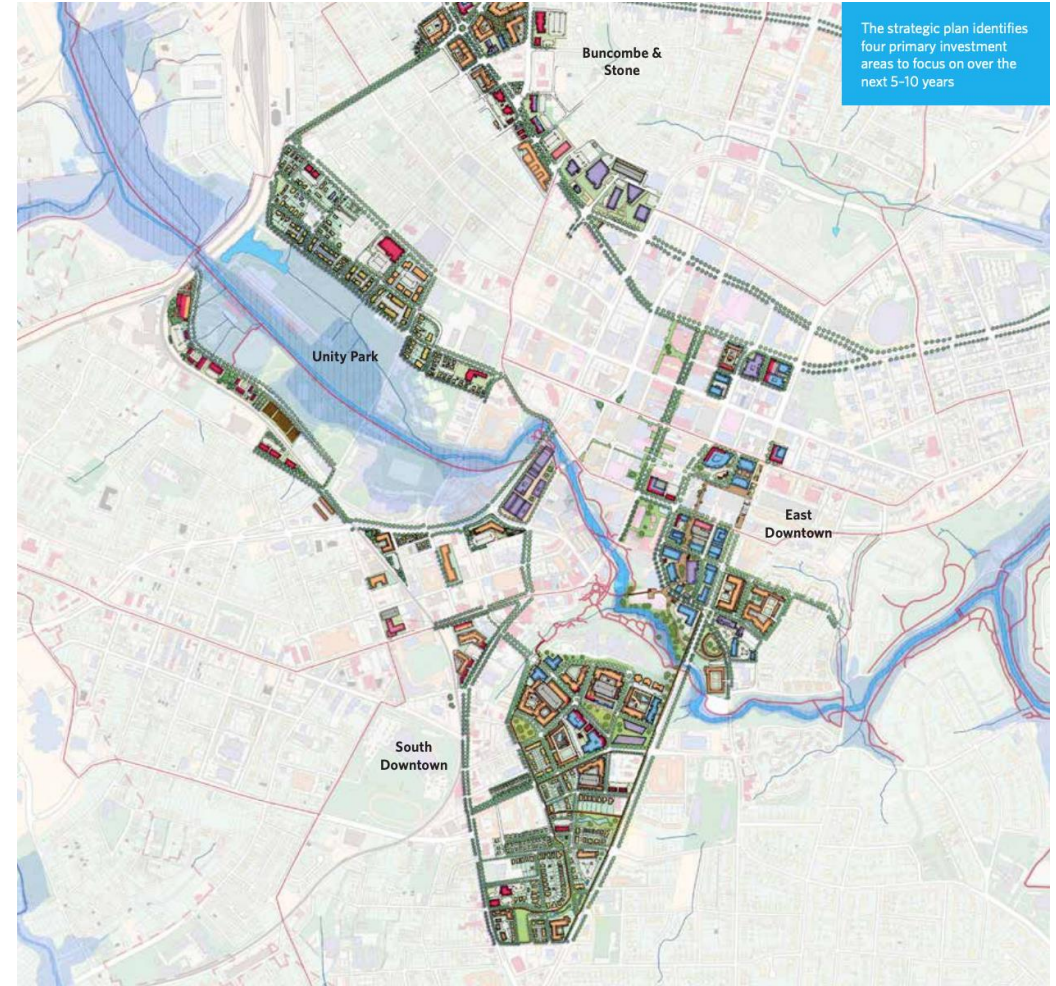 The strategic plan identifies
four primary investment
areas to focus on over the
next 5-10 years
Buncombe &
Stone
Unity Park
East
Downtown
South
Downtown